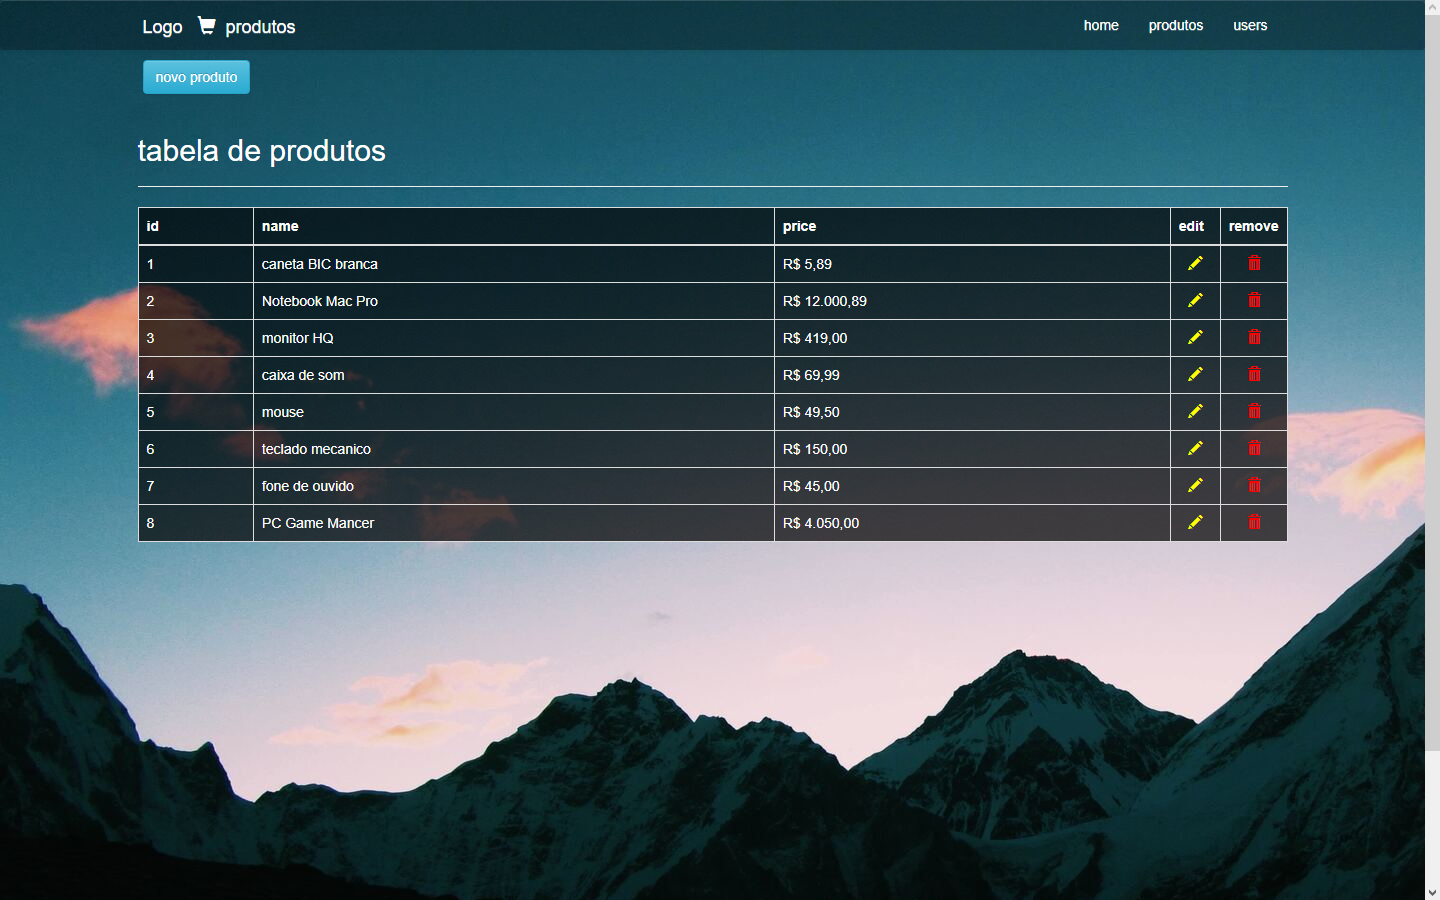 Logo produtos home produtos users
novo produto
tabela de produtos
id name price edit remove
1 caneta BIC branca R$ 5,89
2 Notebook Mac Pro R$ 12.000,89
3 monitor HQ R$ 419,00
4 caixa de som R$ 69,99
5 mouse R$ 49,50
6 teclado mecanico R$ 150,00
7 fone de ouvido R$ 45,00
8 PC Game Mancer R$ 4.050,00